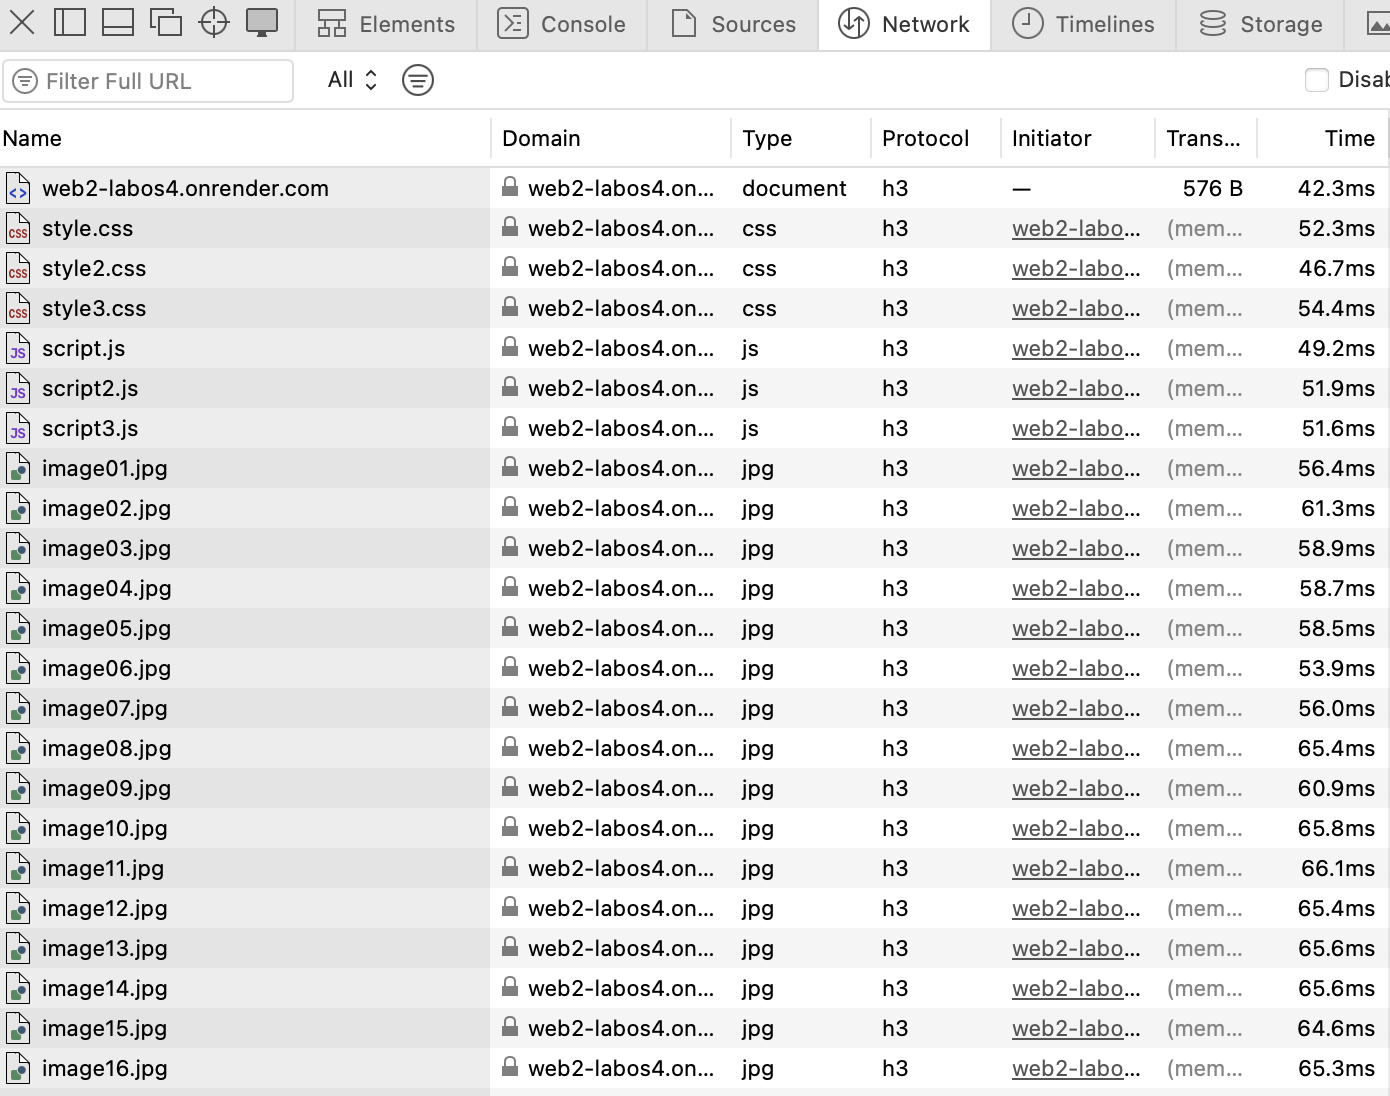 Elements Console Sources Network Timelines Storage
Filter Full URL All Disab
Name Domain Type Protocol Initiator Trans... Time
<> web2-labos4.onrender.com web2-labos4.on... document h3 — 576 B 42.3ms
CSS style.css web2-labos4.on... css h3 web2-labo... (mem... 52.3ms
CSS style2.css web2-labos4.on... css h3 web2-labo... (mem... 46.7ms
CSS style3.css web2-labos4.on... css h3 web2-labo... (mem... 54.4ms
JS script.js web2-labos4.on... js h3 web2-labo... (mem... 49.2ms
JS script2.js web2-labos4.on... js h3 web2-labo... (mem... 51.9ms
JS script3.js web2-labos4.on... js h3 web2-labo... (mem... 51.6ms
image01.jpg web2-labos4.on... jpg h3 web2-labo... (mem... 56.4ms
image02.jpg web2-labos4.on... jpg h3 web2-labo... (mem... 61.3ms
image03.jpg web2-labos4.on... jpg h3 web2-labo... (mem... 58.9ms
image04.jpg web2-labos4.on... jpg h3 web2-labo... (mem... 58.7ms
image05.jpg web2-labos4.on... jpg h3 web2-labo... (mem... 58.5ms
image06.jpg web2-labos4.on... jpg h3 web2-labo... (mem... 53.9ms
image07.jpg web2-labos4.on... jpg h3 web2-labo... (mem... 56.0ms
image08.jpg web2-labos4.on... jpg h3 web2-labo... (mem... 65.4ms
image09.jpg web2-labos4.on... jpg h3 web2-labo... (mem... 60.9ms
image10.jpg web2-labos4.on... jpg h3 web2-labo... (mem... 65.8ms
image11.jpg web2-labos4.on... jpg h3 web2-labo... (mem... 66.1ms
image12.jpg web2-labos4.on... jpg h3 web2-labo... (mem... 65.4ms
image13.jpg web2-labos4.on... jpg h3 web2-labo... (mem... 65.6ms
image14.jpg web2-labos4.on... jpg h3 web2-labo... (mem... 65.6ms
image15.jpg web2-labos4.on... jpg h3 web2-labo... (mem... 64.6ms
image16.jpg web2-labos4.on... jpg h3 web2-labo... (mem... 65.3ms